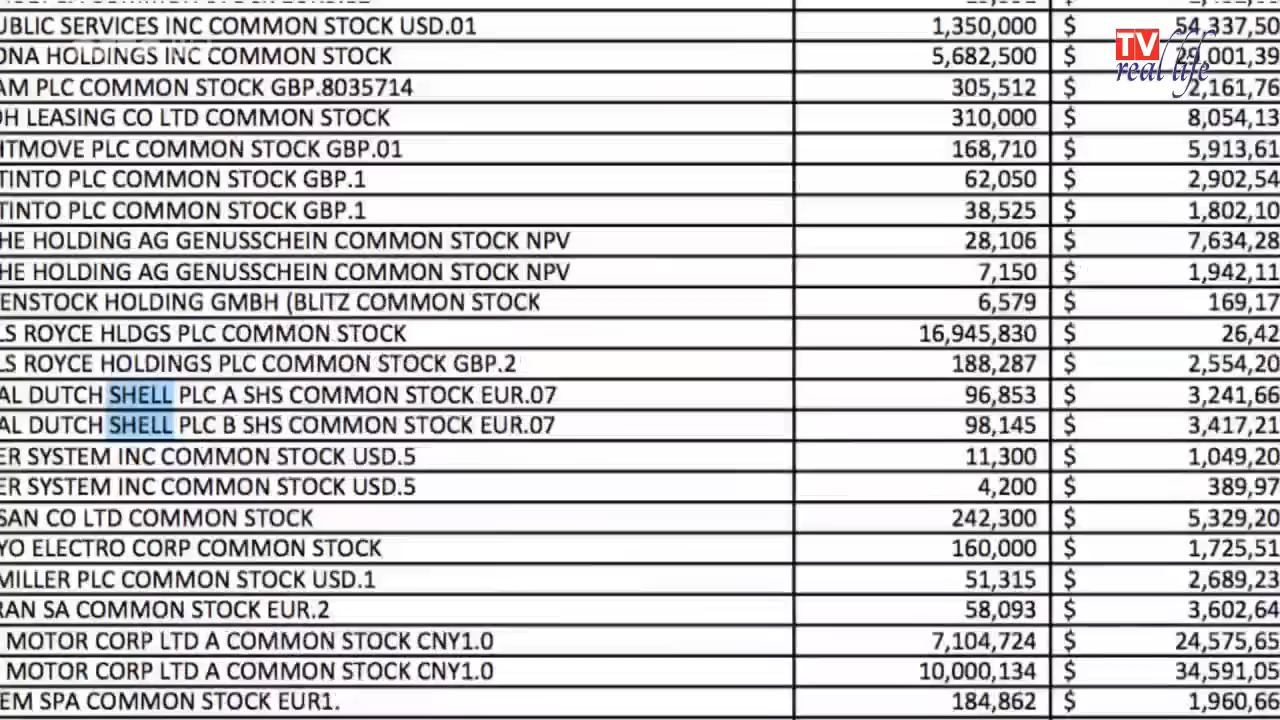 PUBLIC SERVICES INC COMMON STOCK USD.01 1,350,000 $ 54,337,50
ONA HOLDINGS INC COMMON STOCK 5,682,500 $ 29,001,39
AM PLC COMMON STOCK GBP.8035714 305,512 $ 2,161,76
OH LEASING CO LTD COMMON STOCK 310,000 $ 8,054,13
HTMOVE PLC COMMON STOCK GBP.01 168,710 $ 5,913,61
TINTO PLC COMMON STOCK GBP.1 62,050 $ 2,902,54
TINTO PLC COMMON STOCK GBP.1 38,525 $ 1,802,10
HE HOLDING AG GENUSSCHEIN COMMON STOCK NPV 28,106 $ 7,634,28
HE HOLDING AG GENUSSCHEIN COMMON STOCK NPV 7,150 $ 1,942,11
ENSTOCK HOLDING GMBH (BLITZ COMMON STOCK 6,579 $ 169,17
LS ROYCE HLDGS PLC COMMON STOCK 16,945,830 $ 26,42
LS ROYCE HOLDINGS PLC COMMON STOCK GBP.2 188,287 $ 2,554,20
AL DUTCH SHELL PLC A SHS COMMON STOCK EUR.07 96,853 $ 3,241,66
AL DUTCH SHELL PLC B SHS COMMON STOCK EUR.07 98,145 $ 3,417,21
ER SYSTEM INC COMMON STOCK USD.5 11,300 $ 1,049,20
ER SYSTEM INC COMMON STOCK USD.5 4,200 $ 389,97
SAN CO LTD COMMON STOCK 242,300 $ 5,329,20
YO ELECTRO CORP COMMON STOCK 160,000 $ 1,725,51
MILLER PLC COMMON STOCK USD.1 51,315 $ 2,689,23
RAN SA COMMON STOCK EUR.2 58,093 $ 3,602,64
MOTOR CORP LTD A COMMON STOCK CNY1.0 7,104,724 $ 24,575,65
MOTOR CORP LTD A COMMON STOCK CNY1.0 10,000,134 $ 34,591,05
EM SPA COMMON STOCK EUR1. 184,862 $ 1,960,66
TV
real life